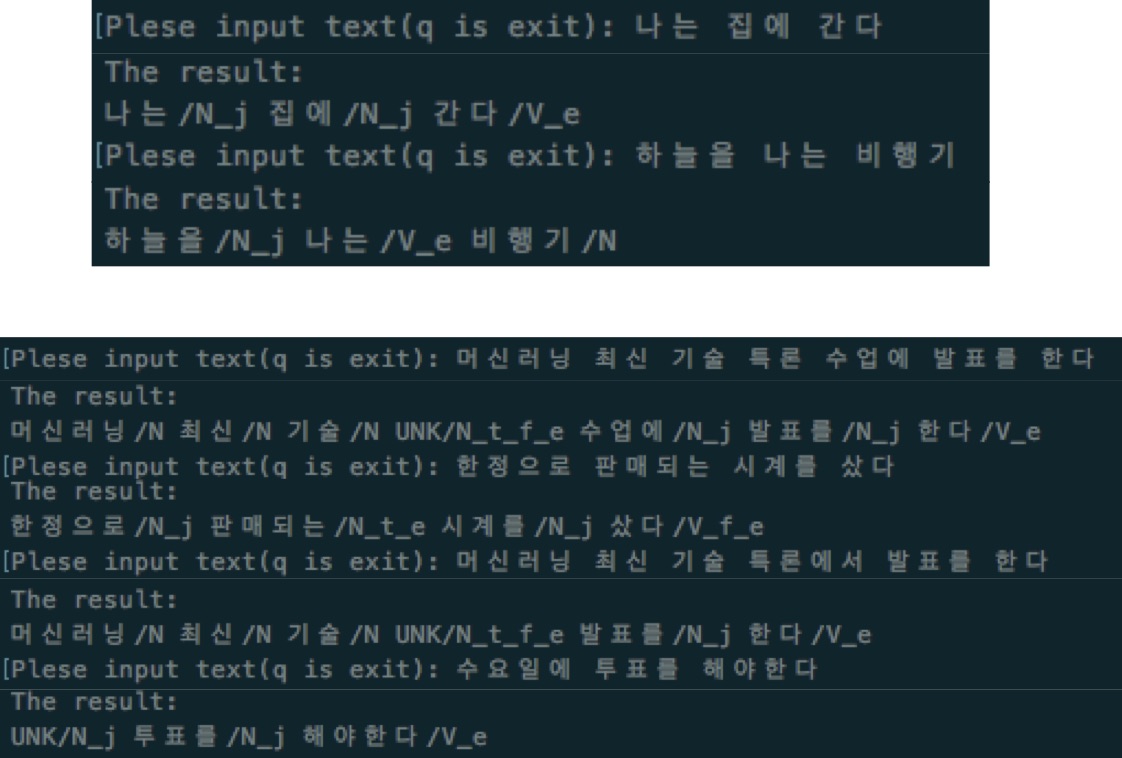 [Plese input text(q is exit): 나는 집에 간다
The result:
나는/N_j 집에/N_j 간다/V_e
[Plese input text(q is exit): 하늘을 나는 비행기
The result:
하늘을/N_j 나는/V_e 비행기/N
[Plese input text(q is exit): 머신러닝 최신 기술 특론 수업에 발표를 한다
The result:
머신러닝/N 최신/N 기술/N UNK/N_t_f_e 수업에/N_j 발표를/N_j 한다/V_e
[Plese input text(q is exit): 한정으로 판매되는 시계를 샀다
The result:
한정으로/N_j 판매되는/N_t_e 시계를/N_j 샀다/V_f_e
[Plese input text(q is exit): 머신러닝 최신 기술 특론에서 발표를 한다
The result:
머신러닝/N 최신/N 기술/N UNK/N_t_f_e 발표를/N_j 한다/V_e
[Plese input text(q is exit): 수요일에 투표를 해야한다
The result:
UNK/N_j 투표를/N_j 해야한다/V_e